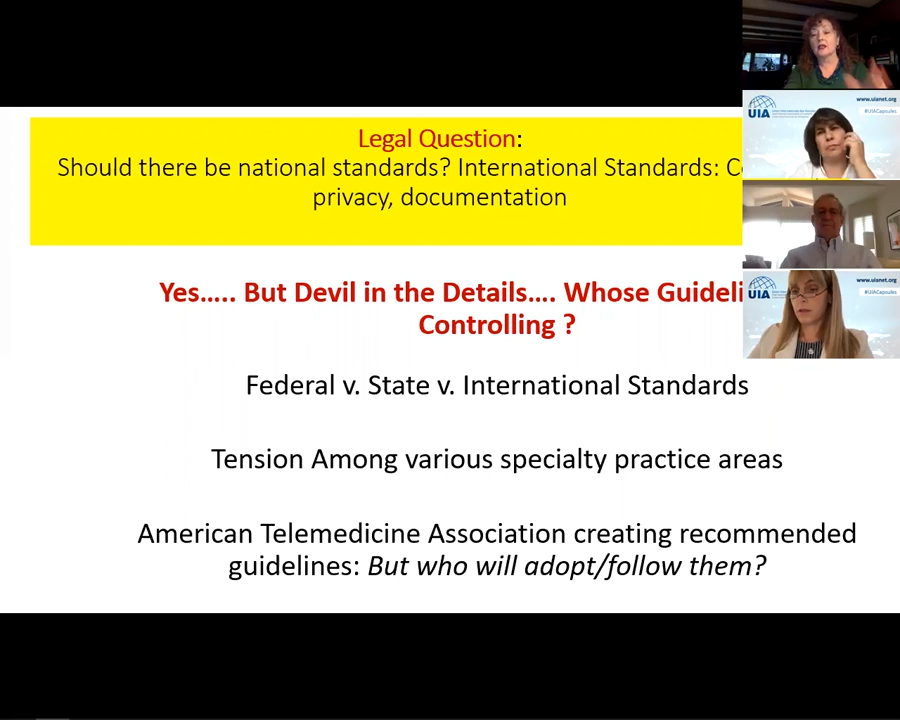 Legal Question:
Should there be national standards? International Standards:
privacy, documentation
Yes….. But Devil in the Details…. Whose
Controlling ?
Federal v. State v. International Standards
Tension Among various specialty practice areas
American Telemedicine Association creating recommended
guidelines: But who will adopt/follow them?
UIA
www.uianet.org
#UIACapsules
UIA
www.uianet.org
#UIACapsules